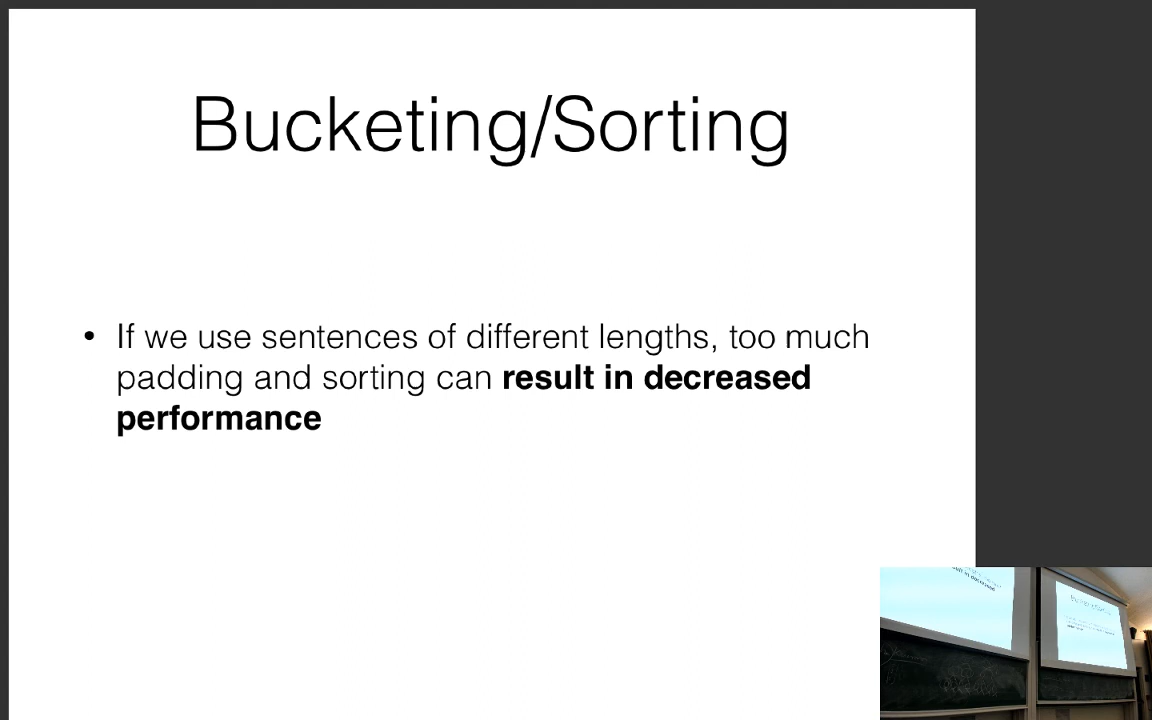 Bucketing/Sorting
• If we use sentences of different lengths, too much
padding and sorting can result in decreased
performance